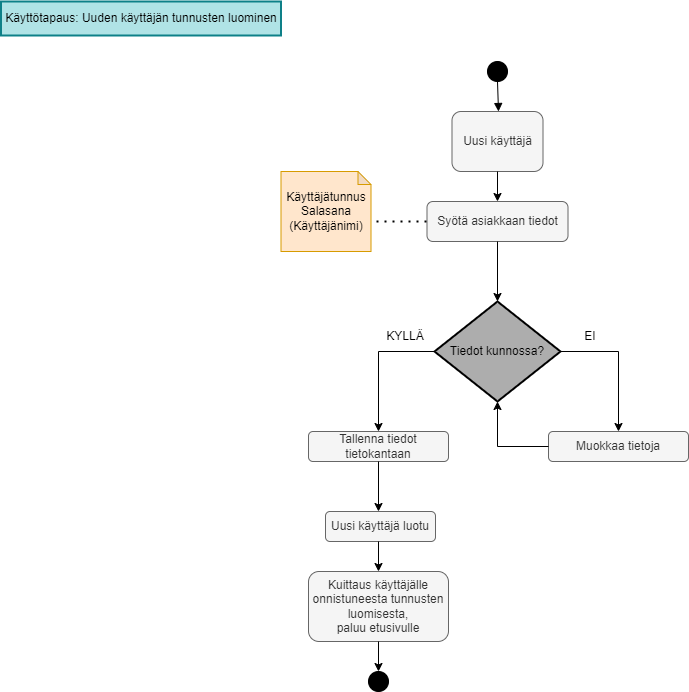 Käyttötapaus: Uuden käyttäjän tunnusten luominen
Uusi käyttäjä
Käyttäjätunnus
Salasana
(Käyttäjänimi)
Syötä asiakkaan tiedot
KYLLÄ
Tiedot kunnossa?
EI
Tallenna tiedot
tietokantaan
Muokkaa tietoja
Uusi käyttäjä luotu
Kuittaus käyttäjälle
onnistuneesta tunnusten
luomisesta,
paluu etusivulle